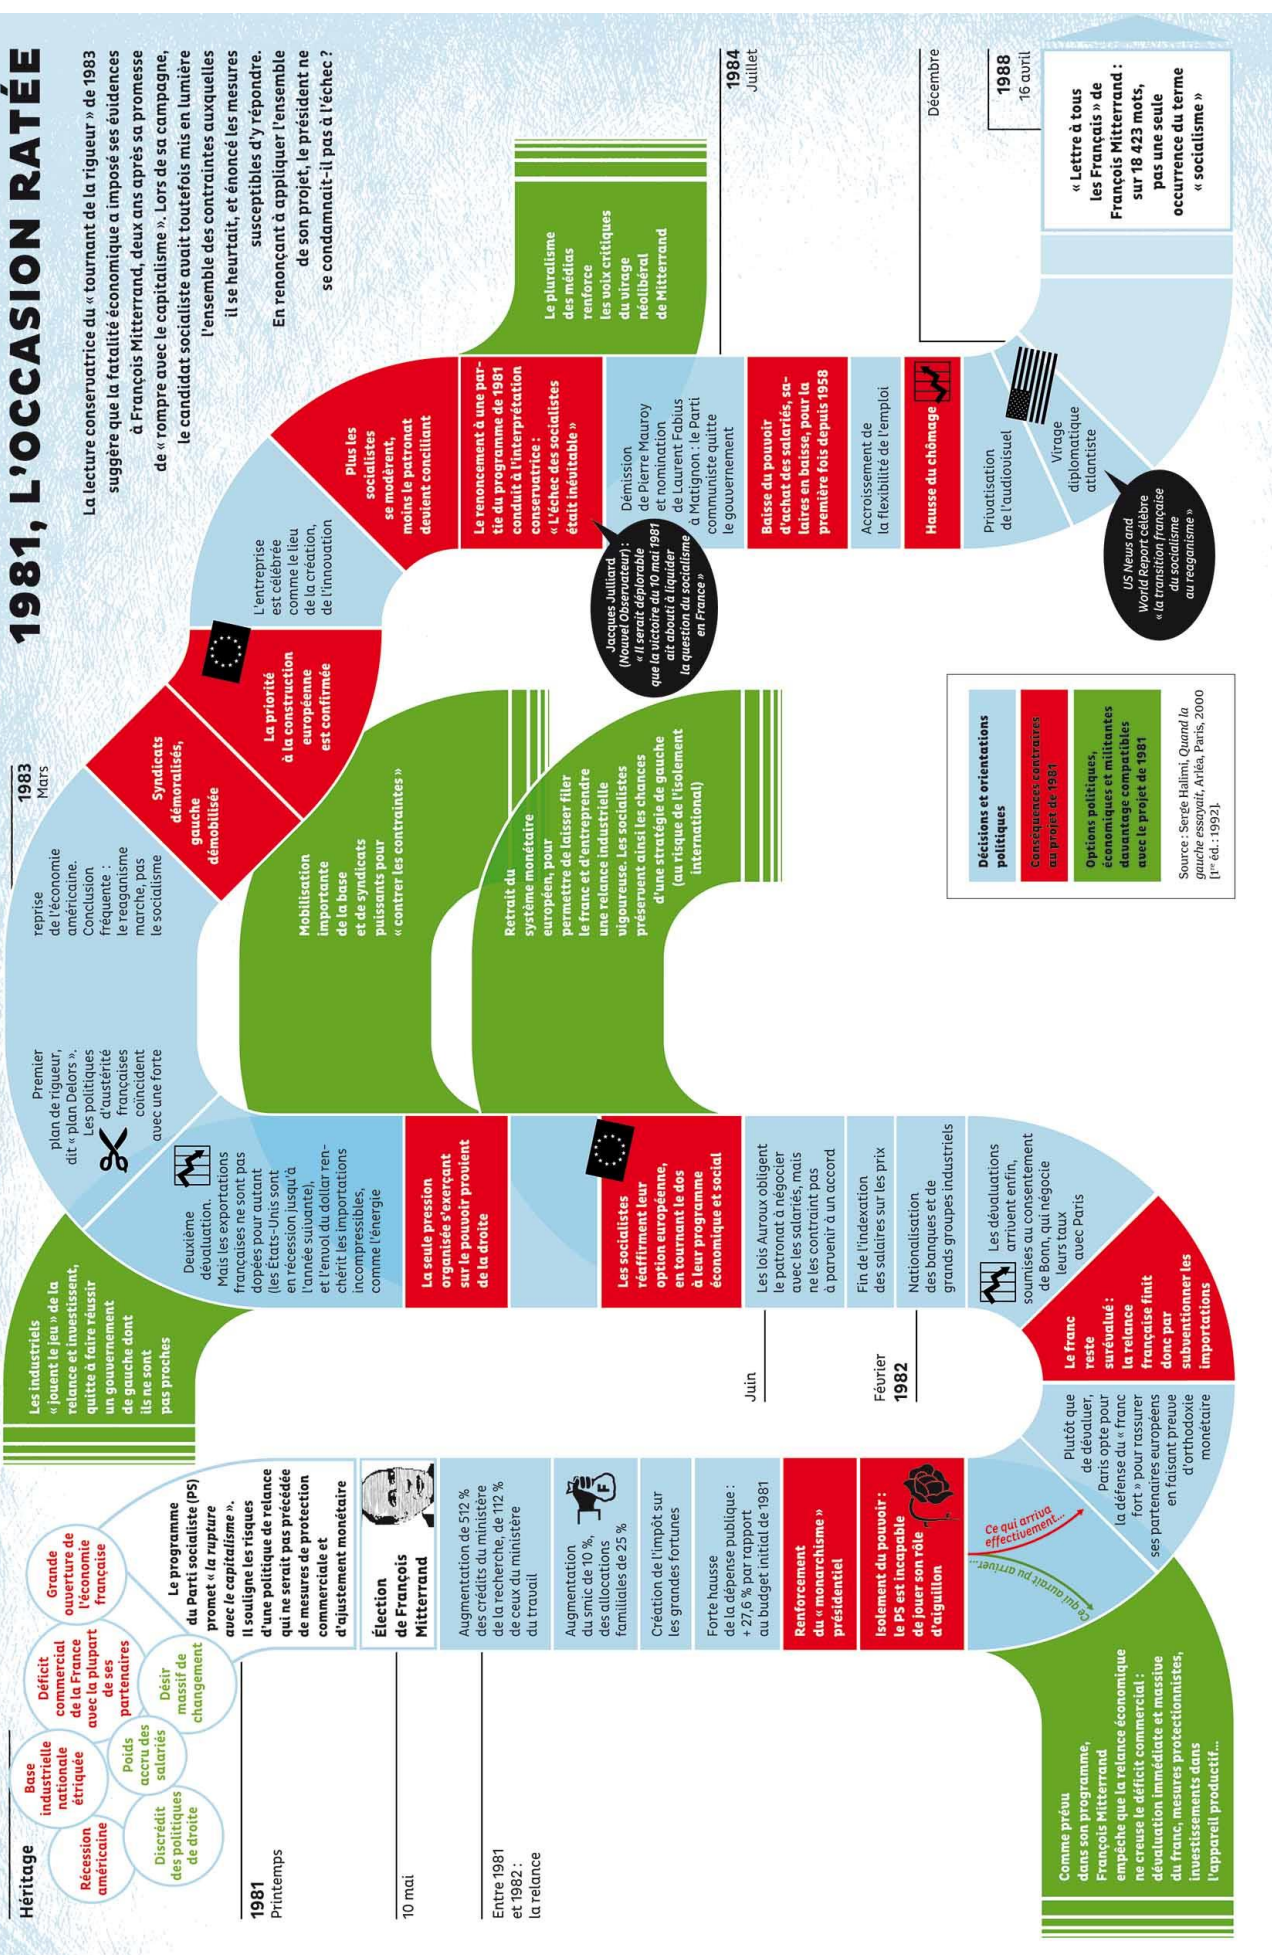 1981, L'OCCASION RATÉE
La lecture conservatrice du « tournant de la rigueur » de 1983
suggère que la fatalité économique a imposé ses évidences
à François Mitterrand, deux ans après sa promesse
de « rompre avec le capitalisme ». Lors de sa campagne,
le candidat socialiste avait toutefois mis en lumière
l'ensemble des contraintes auxquelles
il se heurtait, et énoncé les mesures
susceptibles d'y répondre.
En renonçant à appliquer l'ensemble
de son projet, le président ne
se condamnait-il pas à l'échec ?
Héritage
Récession
américaine
Base
industrielle
nationale
étriquée
Déficit
commercial
de la France
avec la plupart
de ses
partenaires
Grande
ouverture de
l'économie
française
Discrédit
des politiques
de droite
Poids
accru des
salariés
Désir
massif de
changement
1981
Printemps
Le programme
du Parti socialiste (PS)
promet « la rupture
avec le capitalisme ».
Il souligne les risques
d'une politique de relance
qui ne serait pas précédée
de mesures de protection
commerciale et
d'ajustement monétaire
10 mai
Élection
de François
Mitterrand
Entre 1981
et 1982 :
la relance
Augmentation de 512 %
des crédits du ministère
de la recherche, de 112 %
de ceux du ministère
du travail
Augmentation
du smic de 10 %,
des allocations
familiales de 25 %
F
Création de l'impôt sur
les grandes fortunes
Forte hausse
de la dépense publique :
+ 27,6 % par rapport
au budget initial de 1981
Renforcement
du « monarchisme »
présidentiel
Isolement du pouvoir :
le PS est incapable
de jouer son rôle
d'aiguillon
Ce qui arriva
effectivement...
Ce qui aurait pu arriver...
Comme prévu
dans son programme,
François Mitterrand
empêche que la relance économique
ne creuse le déficit commercial :
dévaluation immédiate et massive
du franc, mesures protectionnistes,
investissements dans
l'appareil productif...
Plutôt que
de dévaluer,
Paris opte pour
la défense du « franc
fort » pour rassurer
ses partenaires européens
en faisant preuve
d'orthodoxie
monétaire
Le franc
reste
surévalué :
la relance
française finit
donc par
subventionner les
importations
Les dévaluations
arrivent enfin,
soumises au consentement
de Bonn, qui négocie
leurs taux
avec Paris
Février
1982
Nationalisation
des banques et de
grands groupes industriels
Fin de l'indexation
des salaires sur les prix
Juin
Les lois Auroux obligent
le patronat à négocier
avec les salariés, mais
ne les contraint pas
à parvenir à un accord
Les socialistes
réaffirment leur
option européenne,
en tournant le dos
à leur programme
économique et social
Retrait du
système monétaire
européen, pour
permettre de laisser filer
le franc et d'entreprendre
une relance industrielle
vigoureuse. Les socialistes
préservent ainsi les chances
d'une stratégie de gauche
(au risque de l'isolement
international)
La seule pression
organisée s'exerçant
sur le pouvoir provient
de la droite
Mobilisation
importante
de la base
et de syndicats
puissants pour
« contrer les contraintes »
Deuxième
dévaluation.
Mais les exportations
françaises ne sont pas
dopées pour autant
(les États-Unis sont
en récession jusqu'à
l'année suivante),
et l'envol du dollar ren-
chérit les importations
incompressibles,
comme l'énergie
Les industriels
« jouent le jeu » de la
relance et investissent,
quitte à faire réussir
un gouvernement
de gauche dont
ils ne sont
pas proches
1983
Mars
Premier
plan de rigueur,
dit « plan Delors ».
Les politiques
d'austérité
françaises
coïncident
avec une forte
reprise
de l'économie
américaine.
Conclusion
fréquente :
le reaganisme
marche, pas
le socialisme
Syndicats
démoralisés,
gauche
démobilisée
La priorité
à la construction
européenne
est confirmée
L'entreprise
est célébrée
comme le lieu
de la création,
de l'innovation
Plus les
socialistes
se modèrent,
moins le patronat
devient conciliant
Le renoncement à une par-
tie du programme de 1981
conduit à l'interprétation
conservatrice :
« L'échec des socialistes
était inévitable »
Jacques Julliard
(Nouvel Observateur) :
« Il serait déplorable
que la victoire du 10 mai 1981
ait abouti à liquider
la question du socialisme
en France »
Le pluralisme
des médias
renforce
les voix critiques
du virage
néolibéral
de Mitterrand
1984
Juillet
Démission
de Pierre Mauroy
et nomination
de Laurent Fabius
à Matignon : le Parti
communiste quitte
le gouvernement
Baisse du pouvoir
d'achat des salariés, sa-
laires en baisse, pour la
première fois depuis 1958
Accroissement de
la flexibilité de l'emploi
Hausse du chômage
Privatisation
de l'audiovisuel
Décembre
Virage
diplomatique
atlantiste
US News and
World Report célèbre
« la transition française
du socialisme
au reaganisme »
1988
16 avril
« Lettre à tous
les Français » de
François Mitterrand :
sur 18 423 mots,
pas une seule
occurrence du terme
« socialisme »
Décisions et orientations
politiques
Conséquences contraires
au projet de 1981
Options politiques,
économiques et militantes
davantage compatibles
avec le projet de 1981
Source : Serge Halimi, Quand la
gauche essayait, Arléa, Paris, 2000
[1re éd. : 1992].